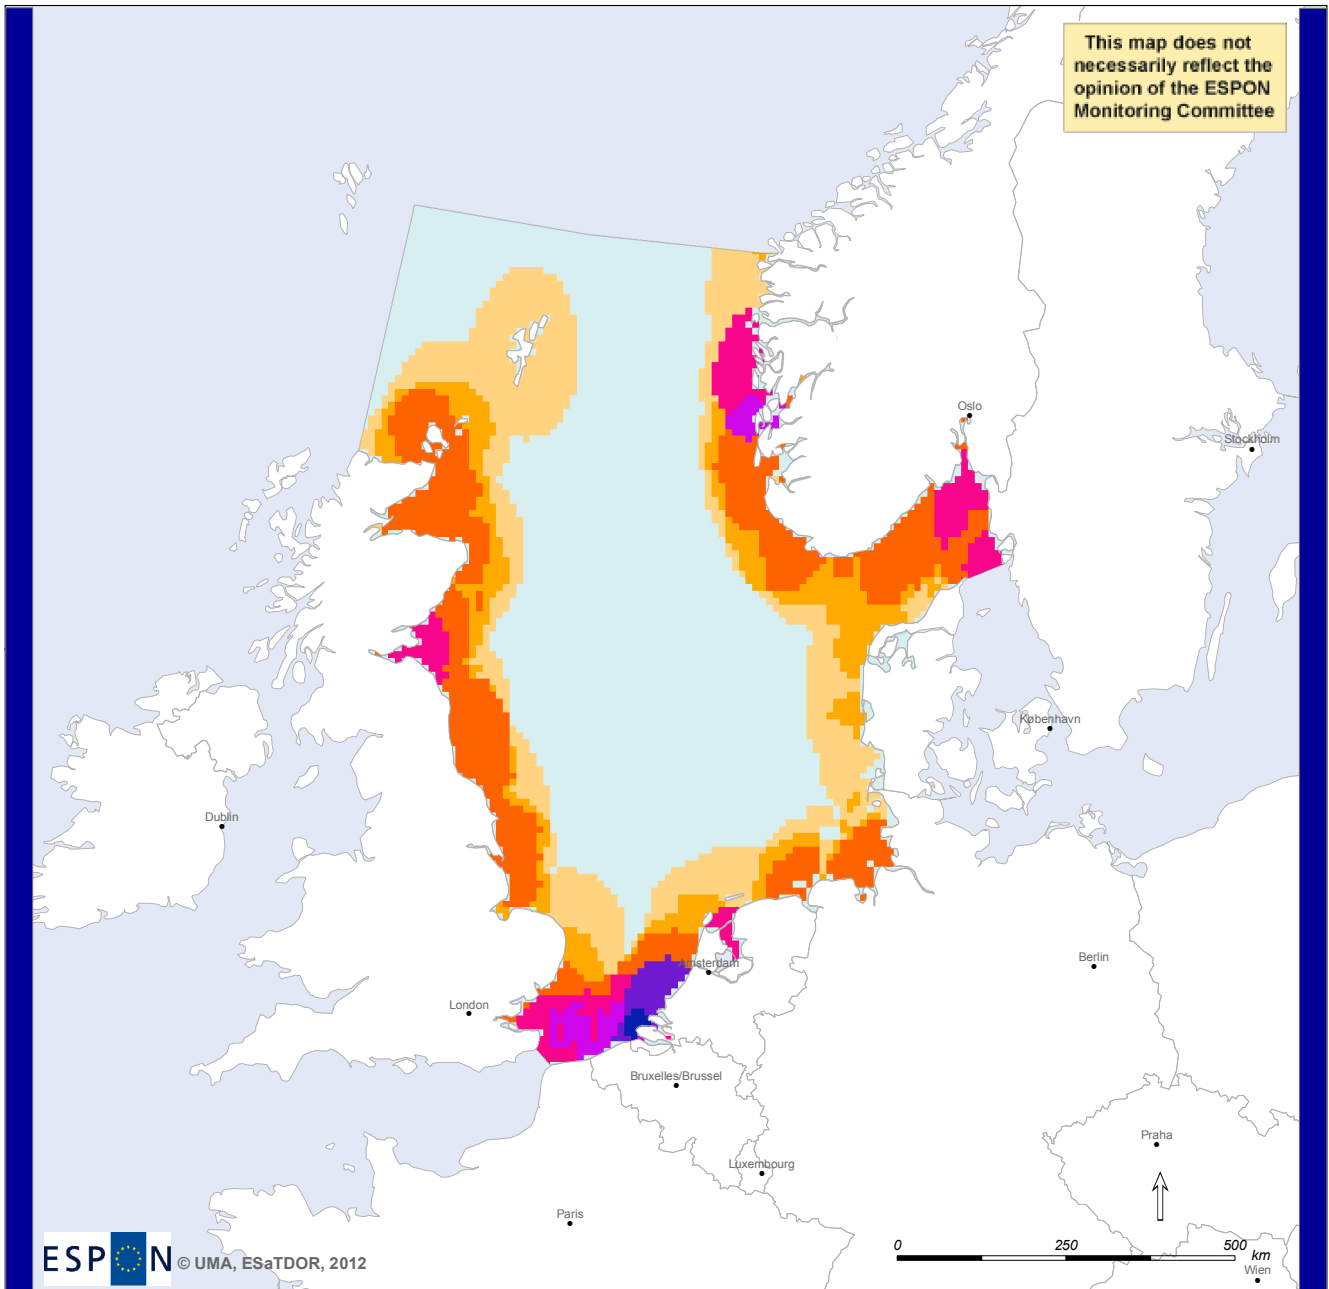 This map does not
necessarily reflect the
opinion of the ESPON
Monitoring Committee
Oslo
Stockholm
København
Dublin
Berlin
Amsterdam
London
Bruxelles/Brussel
Praha
Luxembourg
Paris
0 250 500 km
Wien
ESPON © UMA, ESaTDOR, 2012